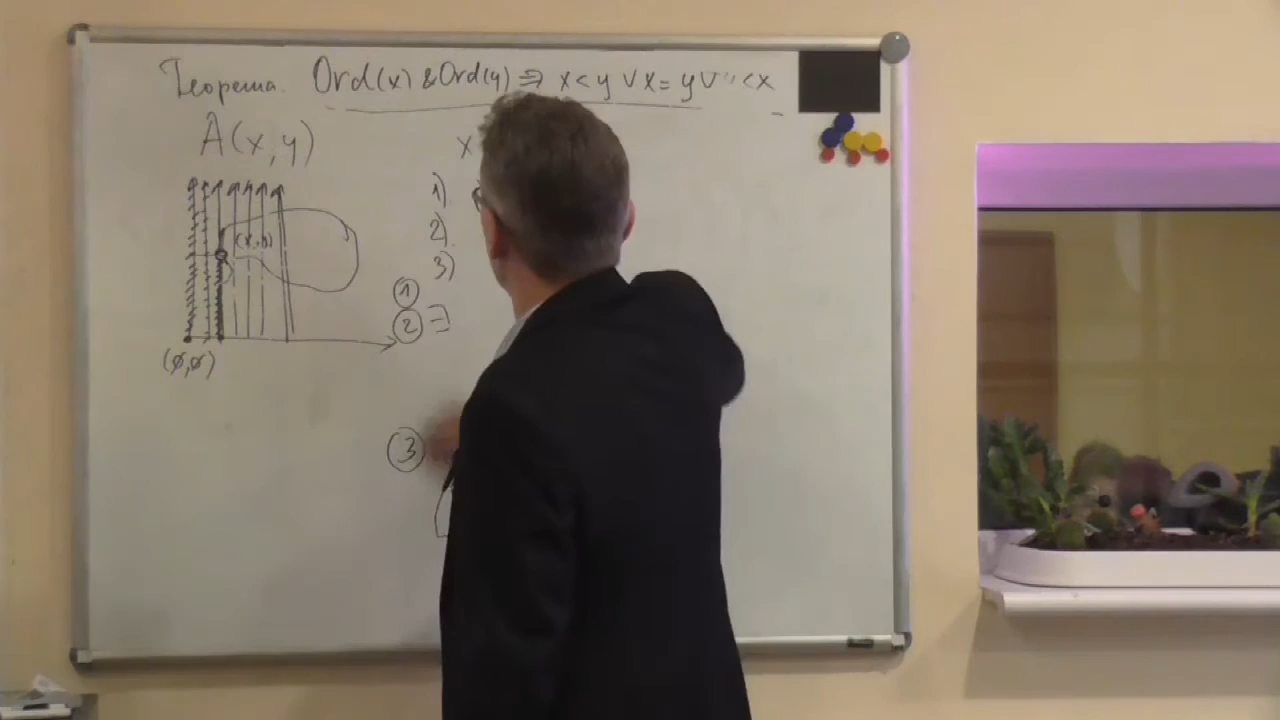 Теорема. Ord(x) & Ord(y) ⇒ x < y ∨ x = y ∨ y < x
Â(x, y)
x
1)
2)
3)
①
② ∃
(∅,∅)
③